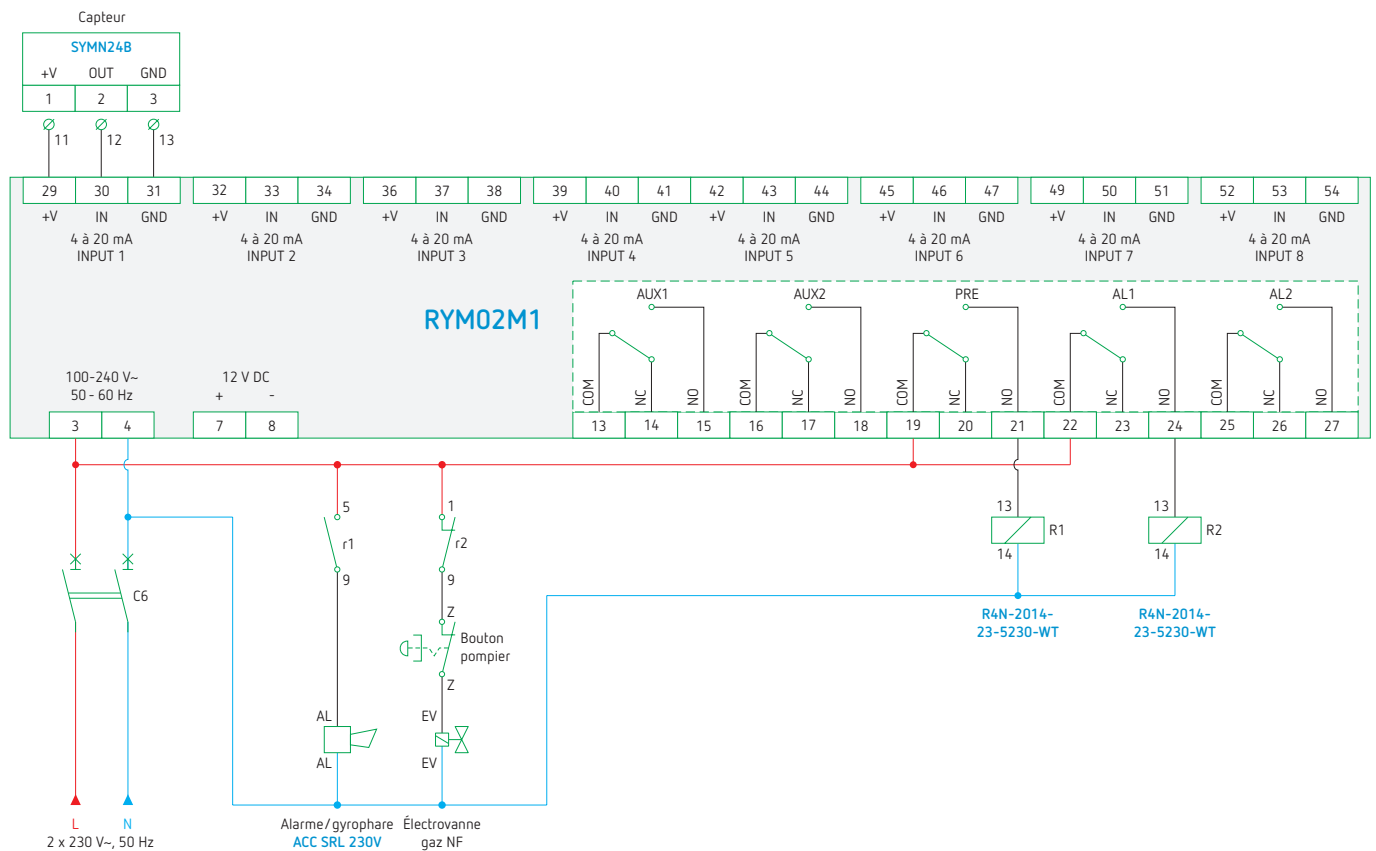 Capteur
SYMN24B
+V OUT GND
1 2 3
11 12 13
29 30 31 32 33 34 36 37 38 39 40 41 42 43 44 45 46 47 49 50 51 52 53 54
+V IN GND +V IN GND +V IN GND +V IN GND +V IN GND +V IN GND +V IN GND +V IN GND
4 à 20 mA 4 à 20 mA 4 à 20 mA 4 à 20 mA 4 à 20 mA 4 à 20 mA 4 à 20 mA 4 à 20 mA
INPUT 1 INPUT 2 INPUT 3 INPUT 4 INPUT 5 INPUT 6 INPUT 7 INPUT 8
AUX1 AUX2 PRE AL1 AL2
RYM02M1
100-240 V~ 12 V DC
50 - 60 Hz + -
COM NC NO COM NC NO COM NC NO COM NC NO COM NC NO
3 4 7 8 13 14 15 16 17 18 19 20 21 22 23 24 25 26 27
5 1 13 13
r1 r2 R1 R2
14 14
9 9
C6
Z
Bouton
pompier
Z
R4N-2014-
23-5230-WT
R4N-2014-
23-5230-WT
AL EV
AL EV
L N
2 x 230 V~, 50 Hz
Alarme/gyrophare
ACC SRL 230V
Électrovanne
gaz NF